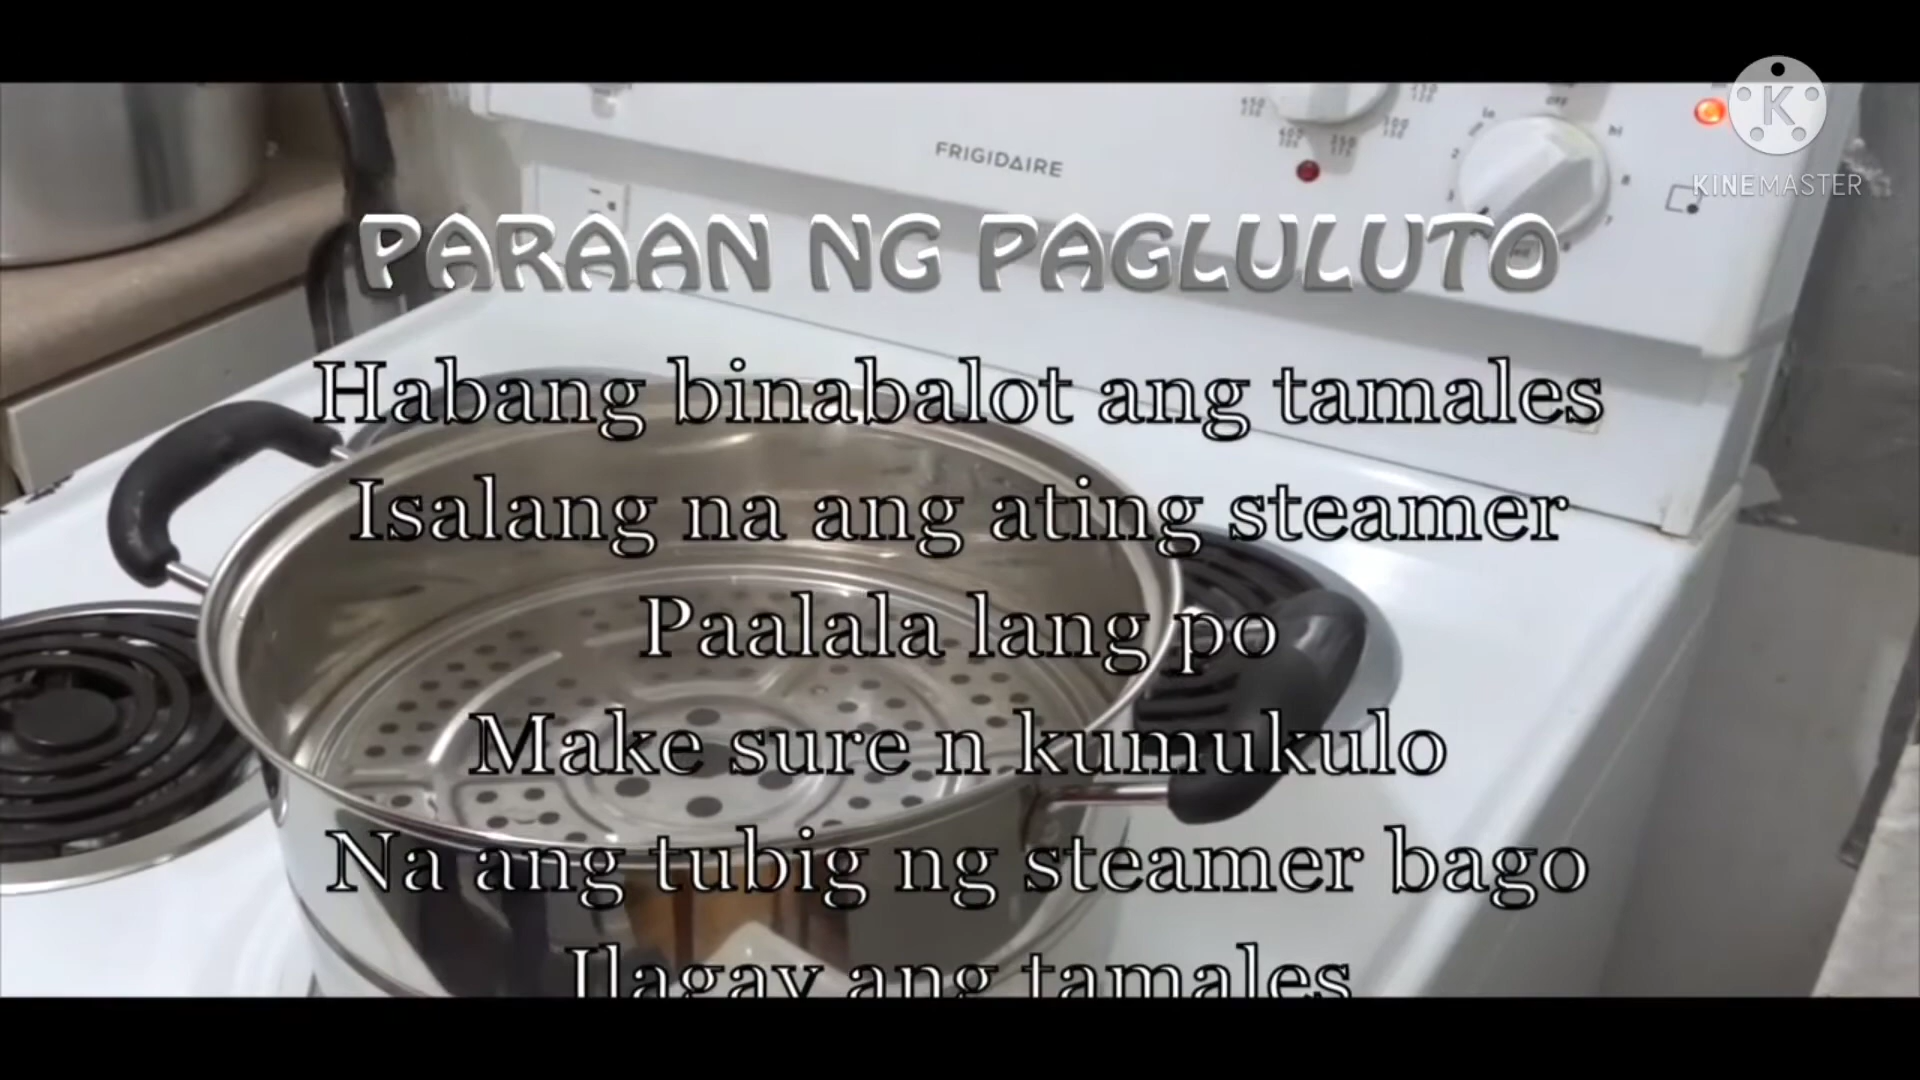 FRIGIDAIRE
KINEMASTER
PARAAN NG PAGLULUTO
Habang binabalot ang tamales
Isalang na ang ating steamer
Paalala lang po
Make sure n kumukulo
Na ang tubig ng steamer bago
Ilagay ang tamales